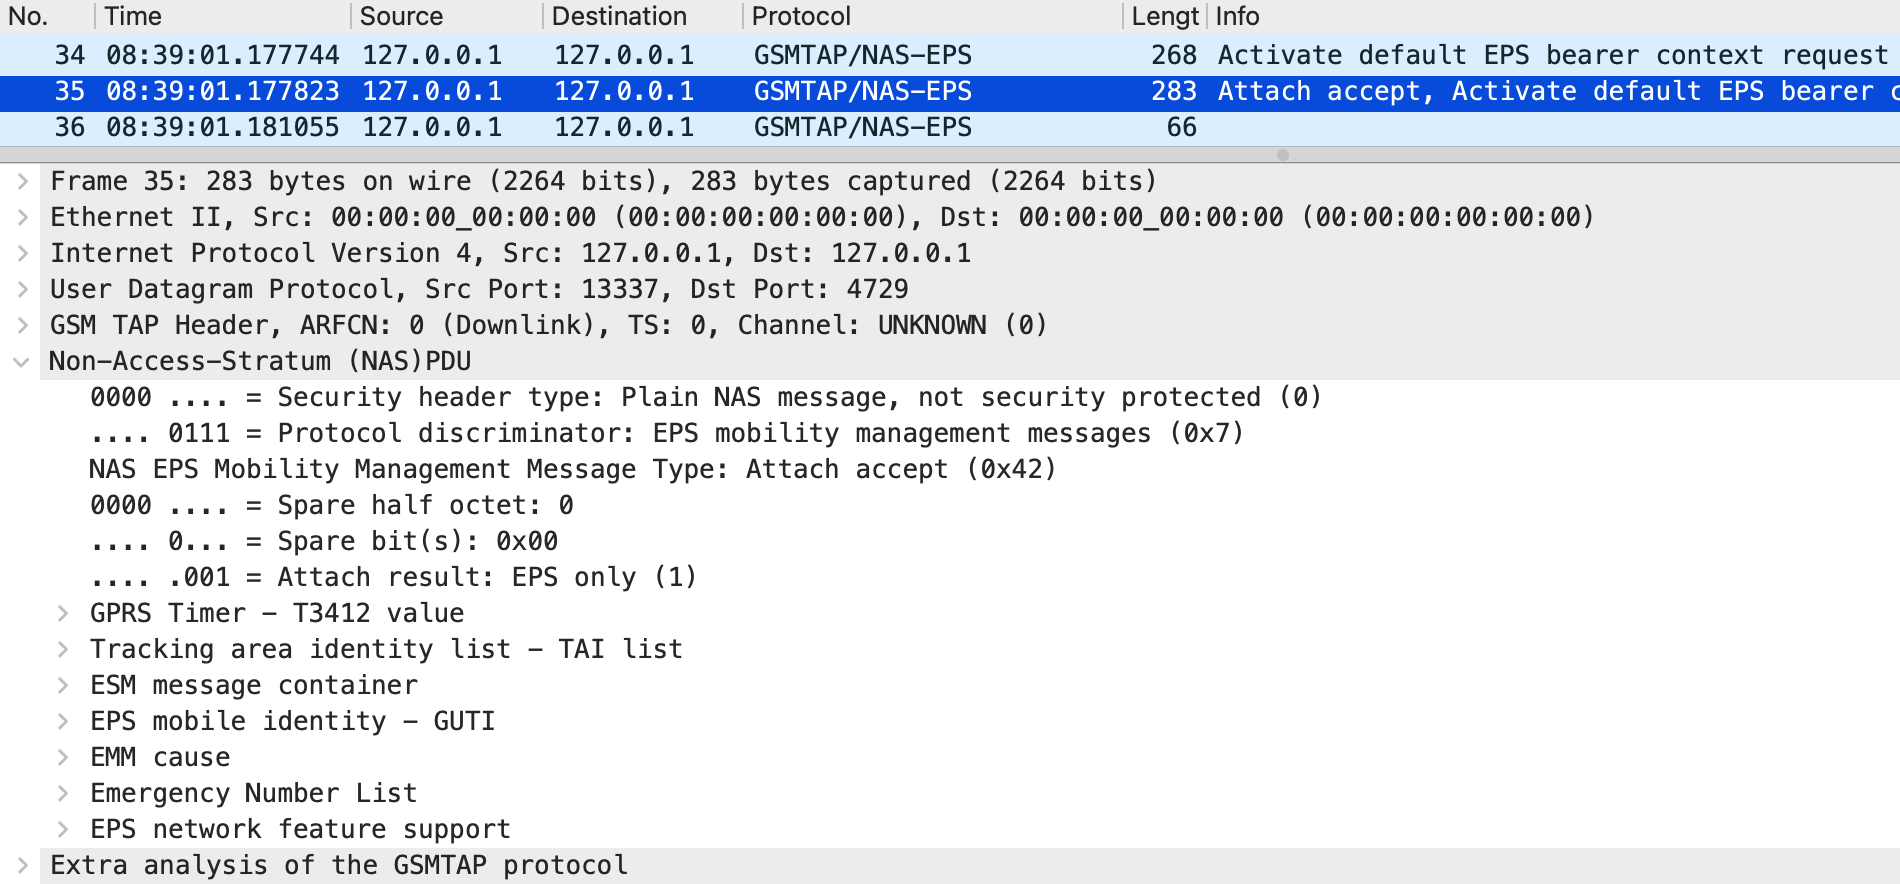 No. Time Source Destination Protocol Lengt Info
34 08:39:01.177744 127.0.0.1 127.0.0.1 GSMTAP/NAS-EPS 268 Activate default EPS bearer context request
35 08:39:01.177823 127.0.0.1 127.0.0.1 GSMTAP/NAS-EPS 283 Attach accept, Activate default EPS bearer c
36 08:39:01.181055 127.0.0.1 127.0.0.1 GSMTAP/NAS-EPS 66
Frame 35: 283 bytes on wire (2264 bits), 283 bytes captured (2264 bits)
Ethernet II, Src: 00:00:00_00:00:00 (00:00:00:00:00:00), Dst: 00:00:00_00:00:00 (00:00:00:00:00:00)
Internet Protocol Version 4, Src: 127.0.0.1, Dst: 127.0.0.1
User Datagram Protocol, Src Port: 13337, Dst Port: 4729
GSM TAP Header, ARFCN: 0 (Downlink), TS: 0, Channel: UNKNOWN (0)
Non-Access-Stratum (NAS)PDU
0000 .... = Security header type: Plain NAS message, not security protected (0)
.... 0111 = Protocol discriminator: EPS mobility management messages (0x7)
NAS EPS Mobility Management Message Type: Attach accept (0x42)
0000 .... = Spare half octet: 0
.... 0... = Spare bit(s): 0x00
.... .001 = Attach result: EPS only (1)
GPRS Timer - T3412 value
Tracking area identity list - TAI list
ESM message container
EPS mobile identity - GUTI
EMM cause
Emergency Number List
EPS network feature support
Extra analysis of the GSMTAP protocol